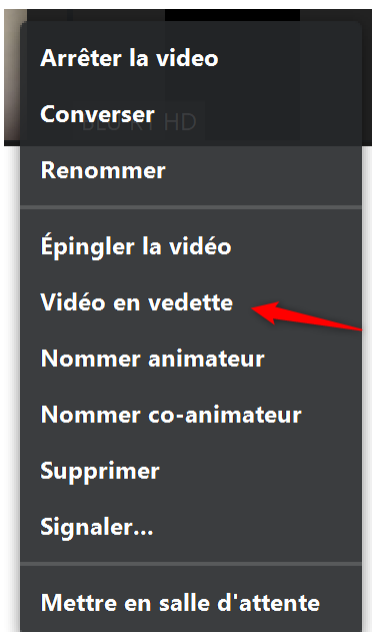 Arrêter la video
Converser
HD
Renommer
Épingler la vidéo
Vidéo en vedette
Nommer animateur
Nommer co-animateur
Supprimer
Signaler...
Mettre en salle d'attente